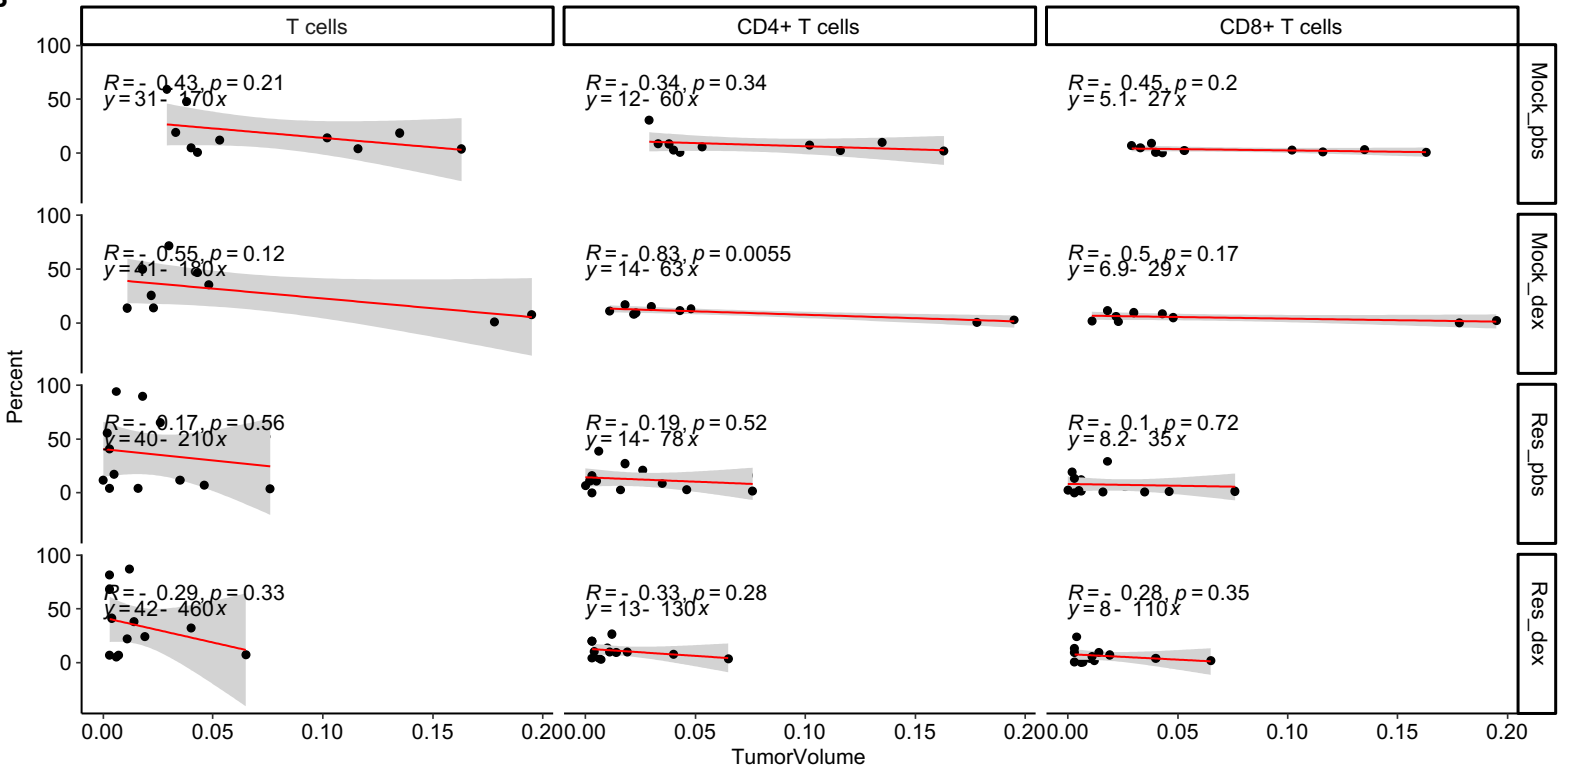 T cells
CD4+ T cells
CD8+ T cells
100
50
0
R = - 0.43, p = 0.21
y = 31 - 170 x
R = - 0.34, p = 0.34
y = 12 - 60 x
R = - 0.45, p = 0.2
y = 5.1 - 27 x
Mock_pbs
100
50
0
R = - 0.55, p = 0.12
y = 41 - 180 x
R = - 0.83, p = 0.0055
y = 14 - 63 x
R = - 0.5, p = 0.17
y = 6.9 - 29 x
Mock_dex
Percent
100
50
0
R = - 0.17, p = 0.56
y = 40 - 210 x
R = - 0.19, p = 0.52
y = 14 - 78 x
R = - 0.1, p = 0.72
y = 8.2 - 35 x
Res_pbs
100
50
0
R = - 0.29, p = 0.33
y = 42 - 460 x
R = - 0.33, p = 0.28
y = 13 - 130 x
R = - 0.28, p = 0.35
y = 8 - 110 x
Res_dex
0.00 0.05 0.10 0.15 0.20
0.00 0.05 0.10 0.15 0.20
0.00 0.05 0.10 0.15 0.20
TumorVolume